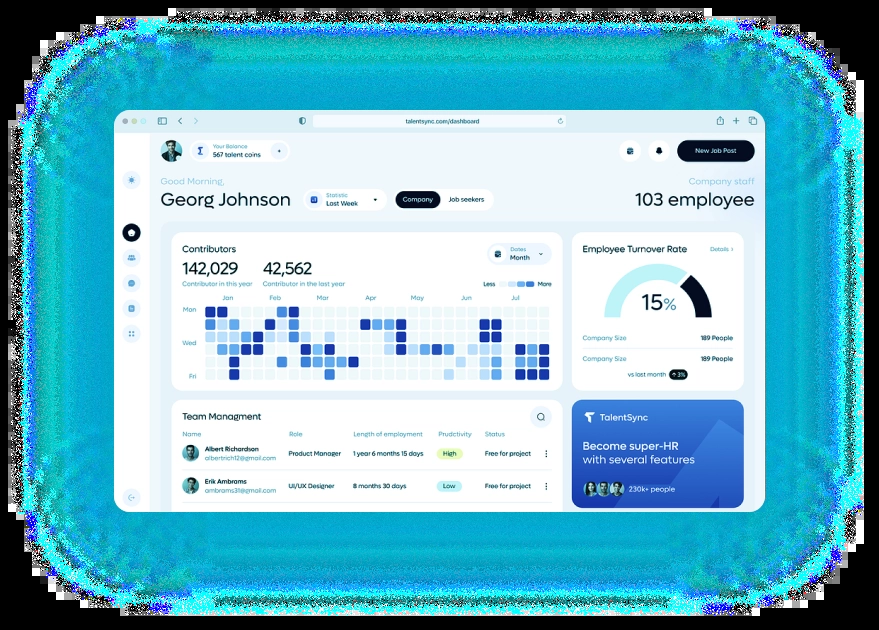 talentsync.com/dashboard
Your Balance
567 talent coins
New Job Post
Good Morning,
Georg Johnson
Statistic
Last Week
Company
Job seekers
Company staff
103 employee
Contributors
142,029
42,562
Contributor in this year
Contributor in the last year
Dates
Month
Less
More
Jan
Feb
Mar
Apr
May
Jun
Jul
Mon
Wed
Fri
Employee Turnover Rate
Details
15%
Company Size
189 People
Company Size
189 People
vs last month
3%
Team Managment
Name
Role
Length of employment
Prudctivity
Status
Albert Richardson
albertrich12@gmail.com
Product Manager
1 year 6 months 15 days
High
Free for project
Erik Ambrams
ambrams31@gmail.com
UI/UX Designer
8 months 30 days
Low
Free for project
TalentSync
Become super-HR
with several features
230k+ people